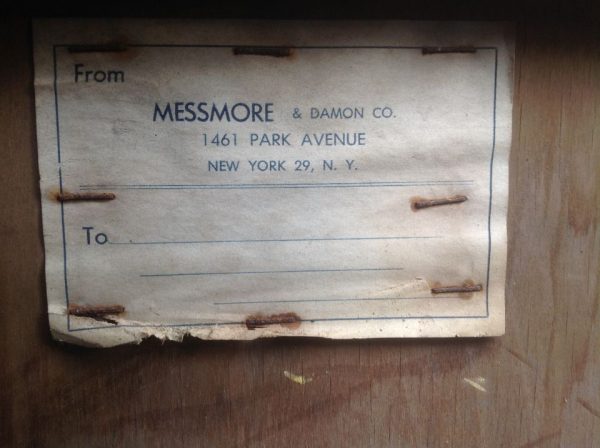 From
MESSMORE & DAMON CO.
1461 PARK AVENUE
NEW YORK 29, N. Y.
To